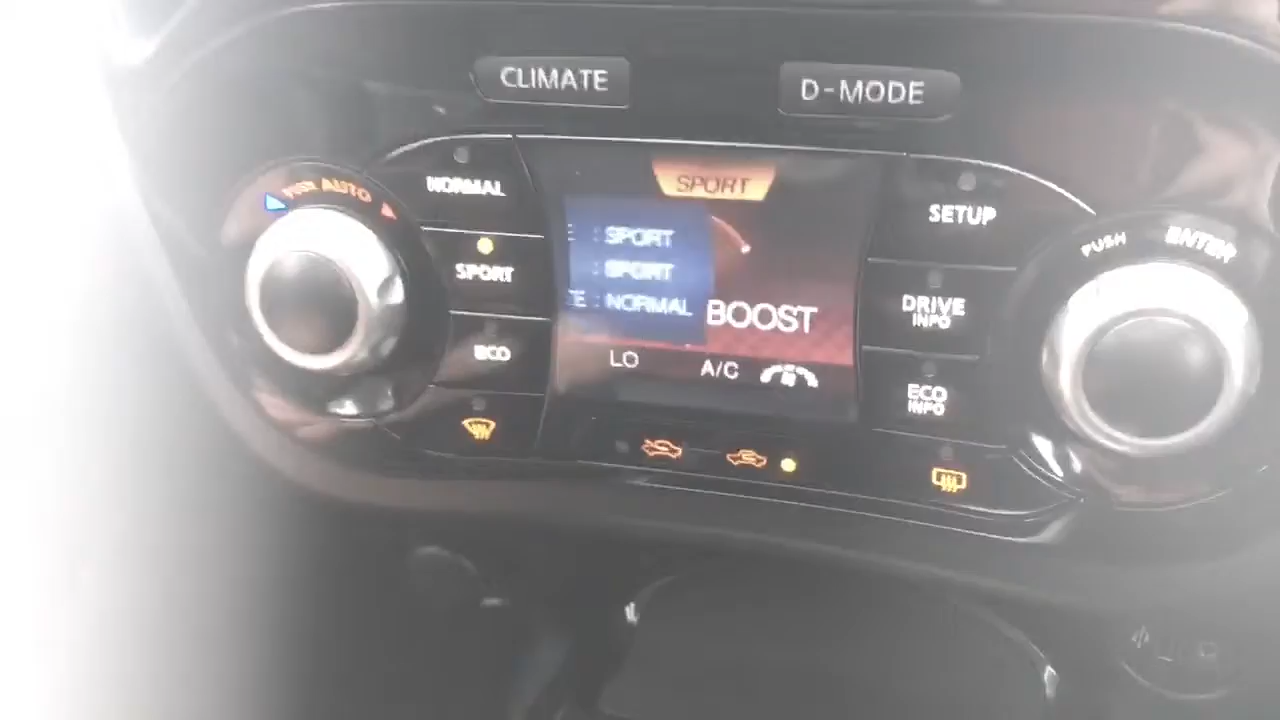 CLIMATE
D-MODE
AUTO
NORMAL
SPORT
SETUP
PUSH ENTER
SPORT
E : SPORT
: SPORT
TE : NORMAL
BOOST
DRIVE
INFO
ECO
LO
A/C
ECO
INFO